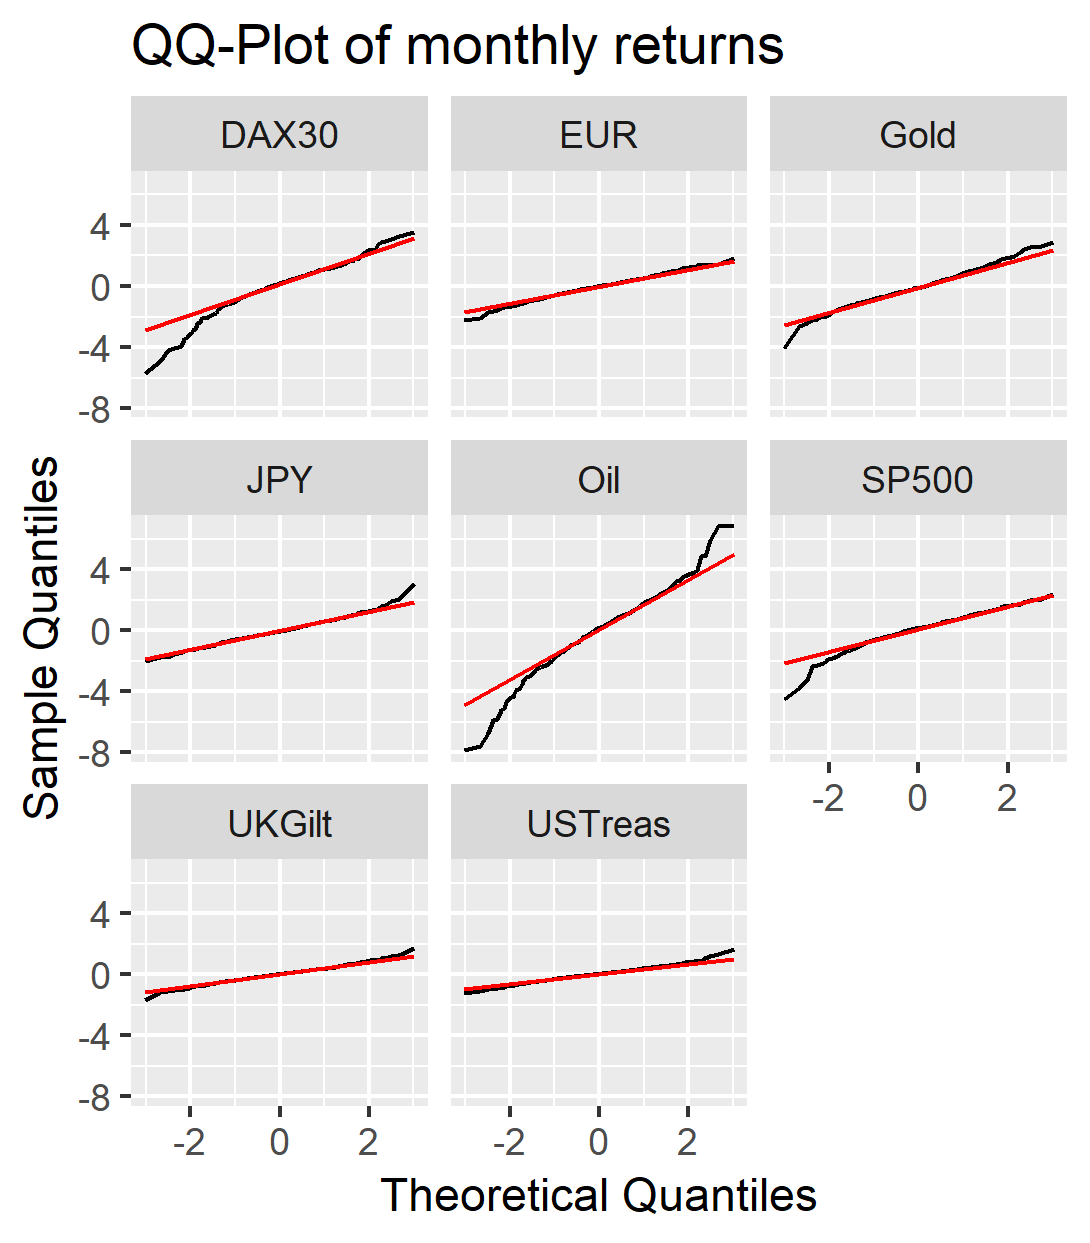 QQ-Plot of monthly returns
DAX30 EUR Gold
4
0
-4
-8
JPY Oil SP500
4
0
-4
-8
-2 0 2
UKGilt USTreas
4
0
-4
-8
-2 0 2 -2 0 2
Sample Quantiles
Theoretical Quantiles